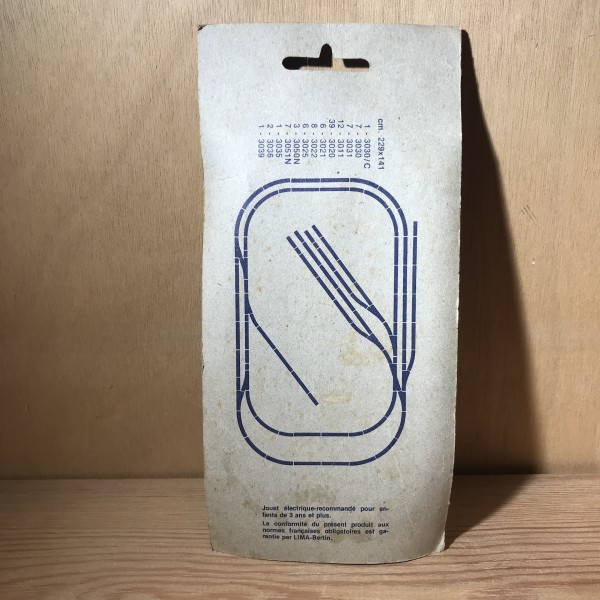 cm. 229x141
1 - 3030/C
7 - 3030
7 - 3031
12 - 3011
39 - 3020
6 - 3021
8 - 3022
6 - 3025
3 - 3050N
7 - 3051N
1 - 3035
2 - 3036
1 - 3039
Jouet électrique-recommandé pour en-
fants de 3 ans et plus.
La conformité du présent produit aux
normes françaises obligatoires est ga-
rantie par LIMA-Bertin.